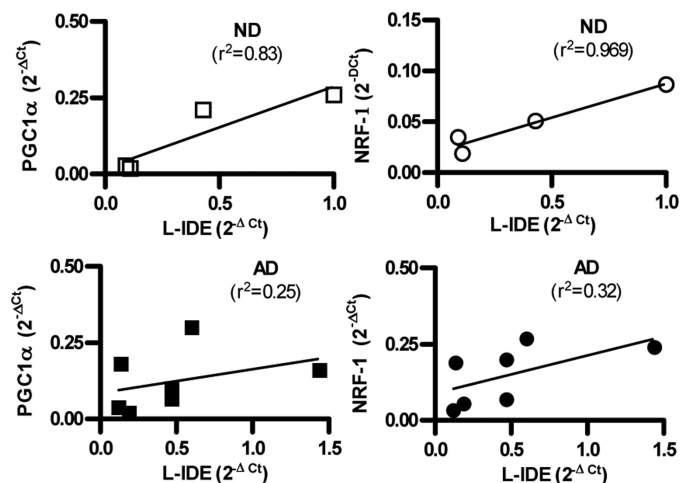 ND
(r²=0.83)
PGC1α (2^-ΔCt)
0.50
0.25
0.00
0.5
1.0
L-IDE (2^-Δ Ct)
ND
(r²=0.969)
NRF-1 (2^-DCt)
0.15
0.10
0.05
0.00
0.0
0.5
1.0
L-IDE (2^-Δ Ct)
AD
(r²=0.25)
PGC1α (2^-ΔCt)
0.50
0.25
0.00
0.0
0.5
1.0
1.5
L-IDE (2^-Δ Ct)
AD
(r²=0.32)
NRF-1 (2^-ΔCt)
0.50
0.25
0.00
0.0
0.5
1.0
1.5
L-IDE (2^-Δ Ct)